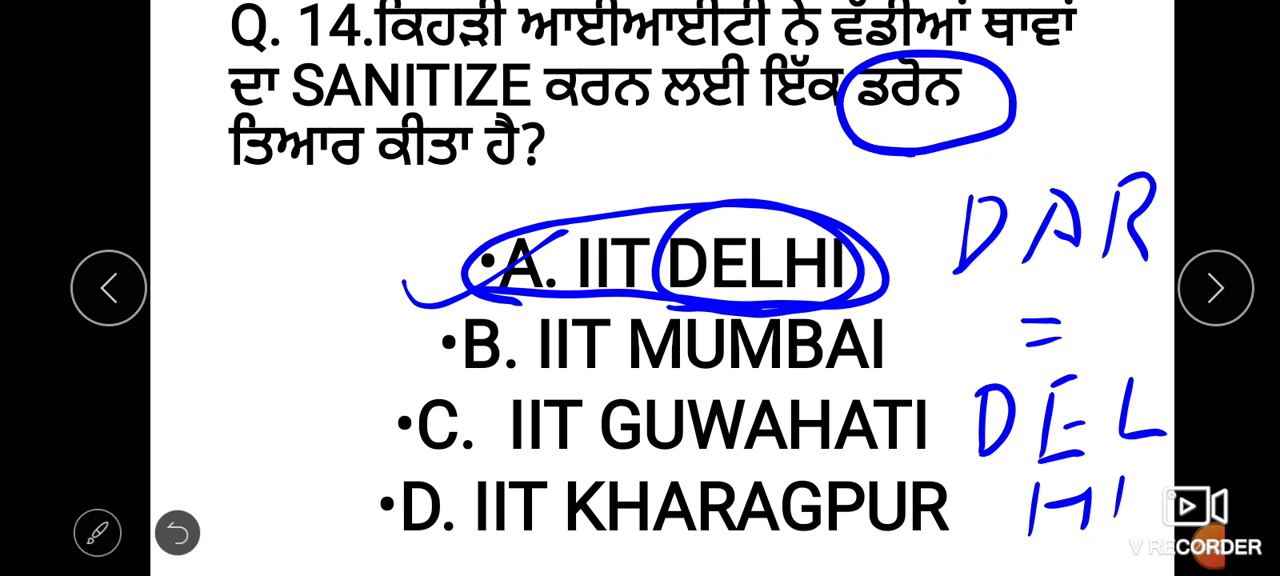 Q. 14.ਕਿਹੜੀ ਆਈਆਈਟੀ ਨੇ ਵੱਡੀਆਂ ਥਾਵਾਂ
ਦਾ SANITIZE ਕਰਨ ਲਈ ਇੱਕ ਡਰੋਨ
ਤਿਆਰ ਕੀਤਾ ਹੈ?
•A. IIT DELHI
•B. IIT MUMBAI
•C. IIT GUWAHATI
•D. IIT KHARAGPUR
DAR
=
DEL
HI
V RECORDER